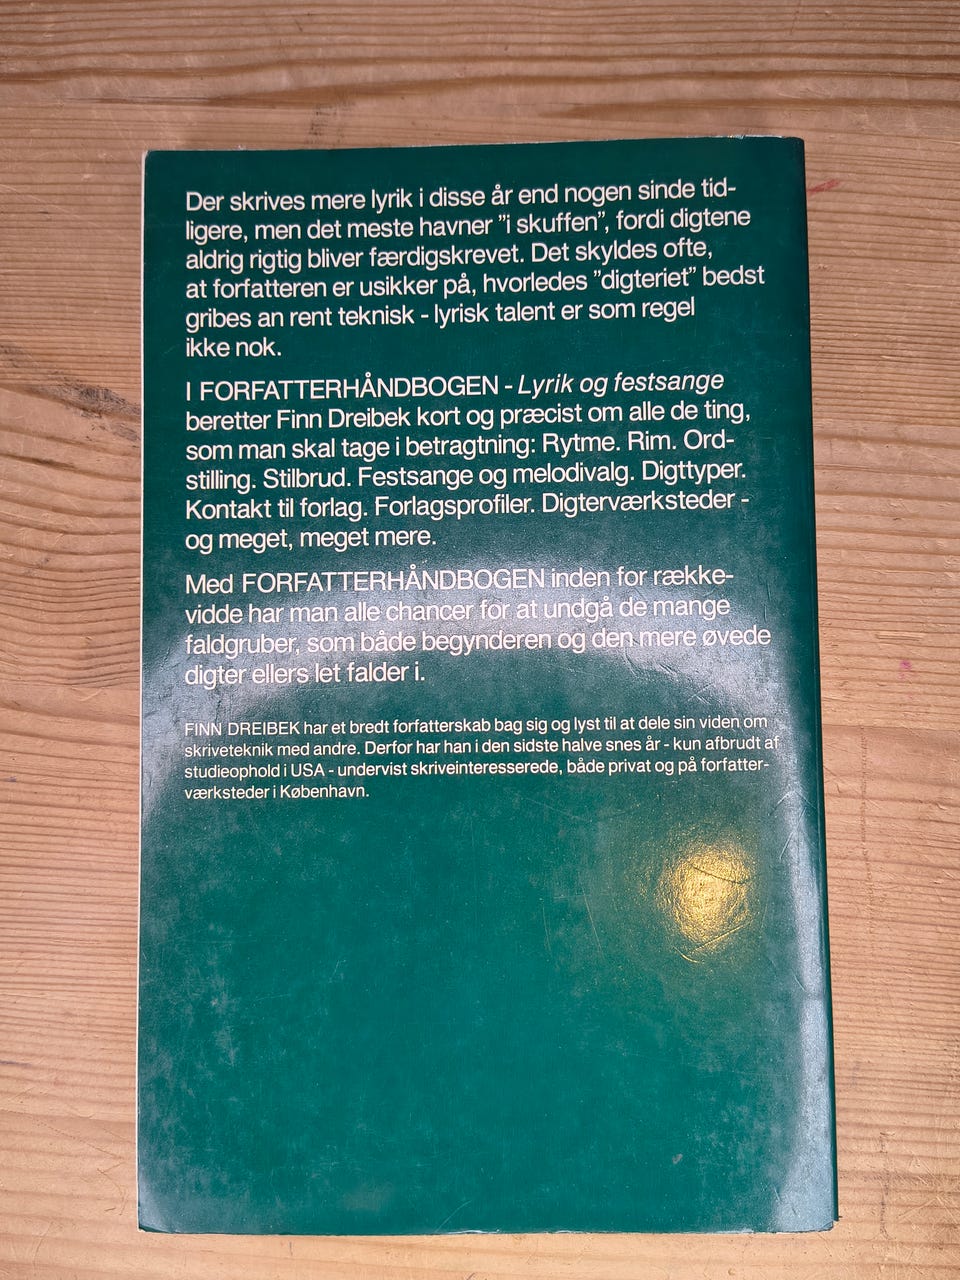 Der skrives mere lyrik i disse år end nogen sinde tid-
ligere, men det meste havner ”i skuffen”, fordi digtene
aldrig rigtig bliver færdigskrevet. Det skyldes ofte,
at forfatteren er usikker på, hvorledes ”digteriet” bedst
gribes an rent teknisk - lyrisk talent er som regel
ikke nok.
I FORFATTERHÅNDBOGEN - Lyrik og festsange
beretter Finn Dreibek kort og præcist om alle de ting,
som man skal tage i betragtning: Rytme. Rim. Ord-
stilling. Stilbrud. Festsange og melodivalg. Digttyper.
Kontakt til forlag. Forlagsprofiler. Digterværksteder -
og meget, meget mere.
Med FORFATTERHÅNDBOGEN inden for række-
vidde har man alle chancer for at undgå de mange
faldgruber, som både begynderen og den mere øvede
digter ellers let falder i.
FINN DREIBEK har et bredt forfatterskab bag sig og lyst til at dele sin viden om
skriveteknik med andre. Derfor har han i den sidste halve snes år - kun afbrudt af
studieophold i USA - undervist skriveinteresserede, både privat og på forfatter-
værksteder i København.